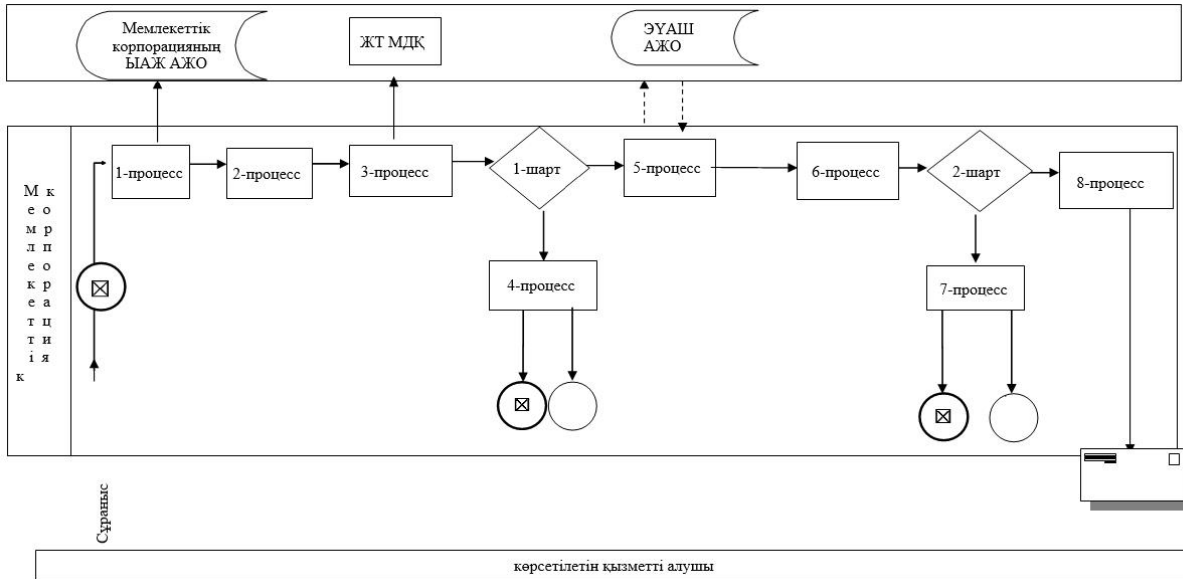 Мемлекеттік
корпорацияның
ЫАЖ АЖО
ЖТ МДҚ
ЭҮАШ
АЖО
Мемлекеттік
корпорация
1-процесс
2-процесс
3-процесс
1-шарт
5-процесс
6-процесс
2-шарт
8-процесс
4-процесс
7-процесс
Сұраныс
көрсетілетін қызметті алушы